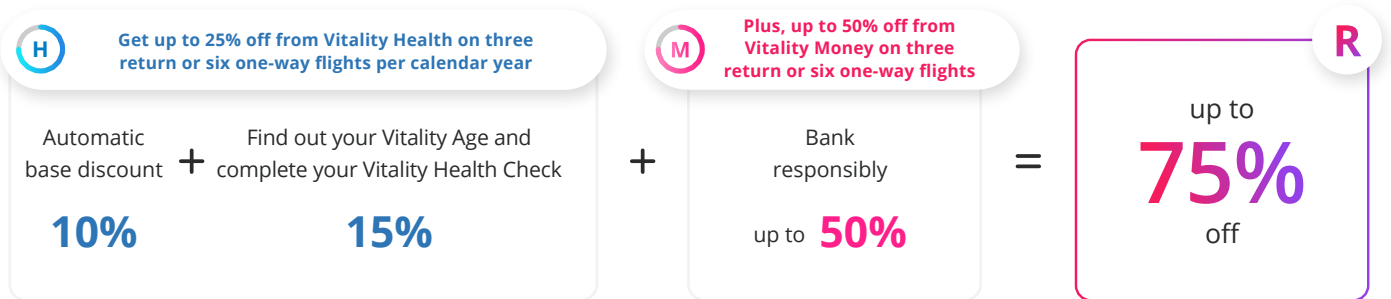 H
Get up to 25% off from Vitality Health on three
return or six one-way flights per calendar year
Automatic
base discount
10%
+
Find out your Vitality Age and
complete your Vitality Health Check
15%
+
M
Plus, up to 50% off from
Vitality Money on three
return or six one-way flights
Bank
responsibly
up to 50%
=
R
up to
75%
off